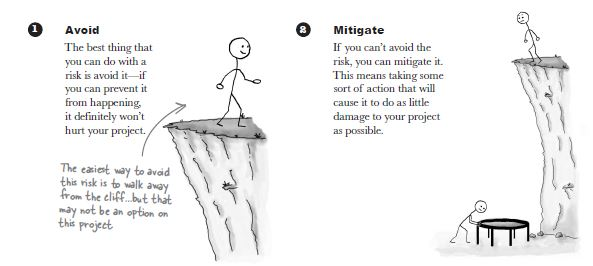 1 Avoid
The best thing that
you can do with a
risk is avoid it—if
you can prevent it
from happening,
it definitely won't
hurt your project.
The easiest way to avoid
this risk is to walk away
from the cliff...but that
may not be an option on
this project
2 Mitigate
If you can't avoid the
risk, you can mitigate it.
This means taking some
sort of action that will
cause it to do as little
damage to your project
as possible.